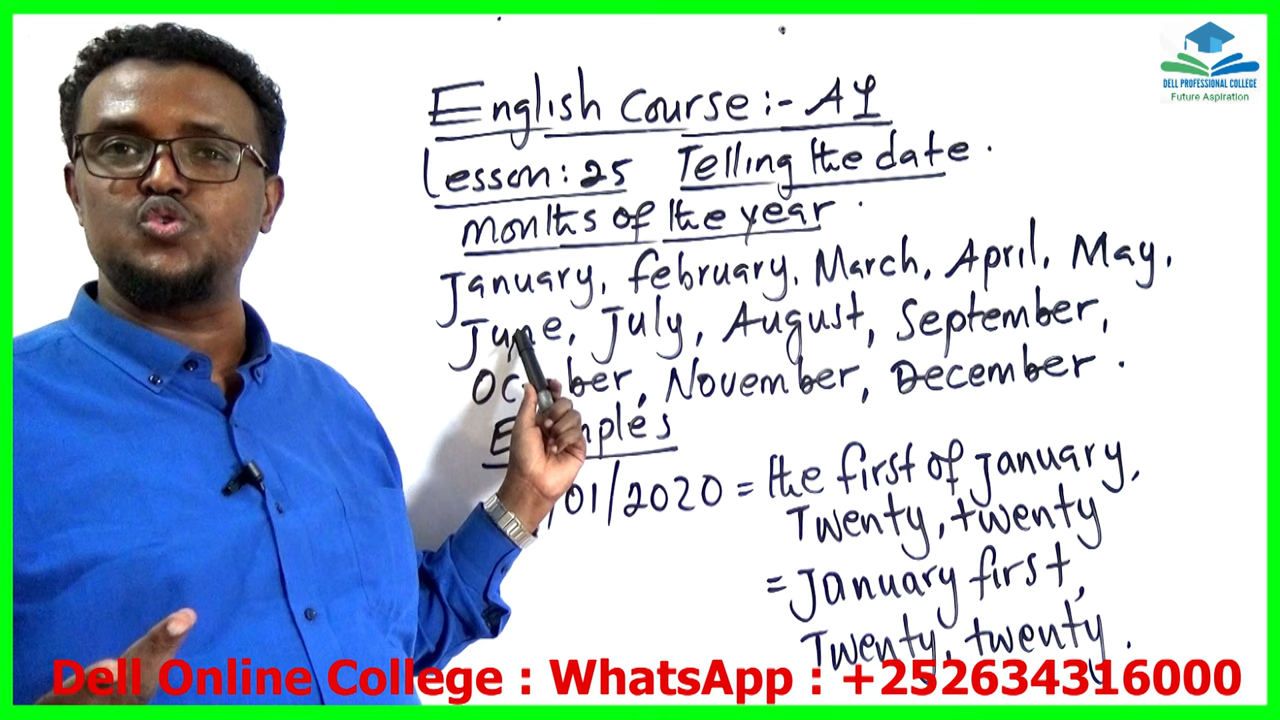 DELL PROFESSIONAL COLLEGE
Future Aspiration
English Course :- A1
Lesson: 25 Telling the date.
months of the year.
January, february, March, April, May,
June, July, August, September,
ber, November, December.
/01/2020 = the first of january,
Twenty, twenty
= January first,
Twenty, twenty.
Dell Online College : WhatsApp : +252634316000